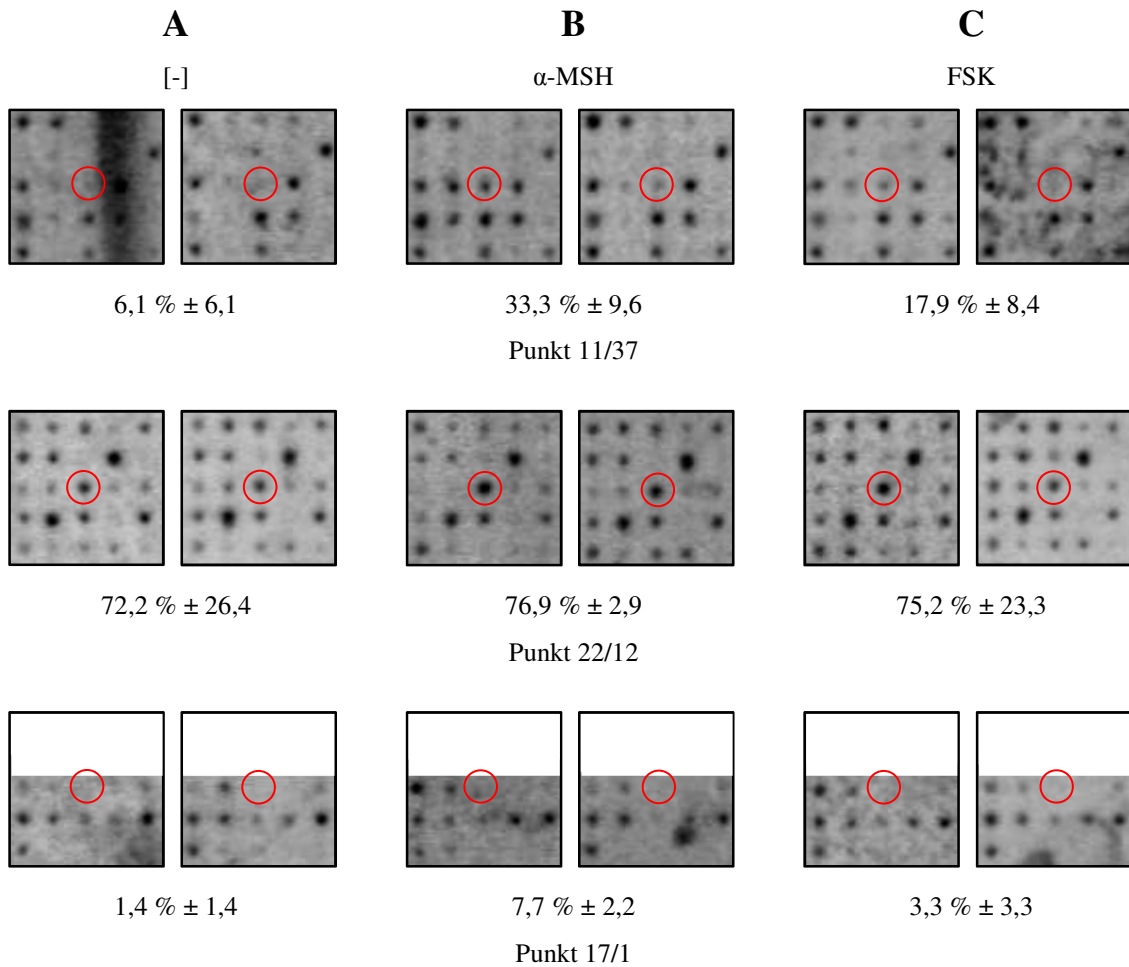 A B C
[-] α-MSH FSK
6,1 % ± 6,1 33,3 % ± 9,6 17,9 % ± 8,4
Punkt 11/37
72,2 % ± 26,4 76,9 % ± 2,9 75,2 % ± 23,3
Punkt 22/12
1,4 % ± 1,4 7,7 % ± 2,2 3,3 % ± 3,3
Punkt 17/1